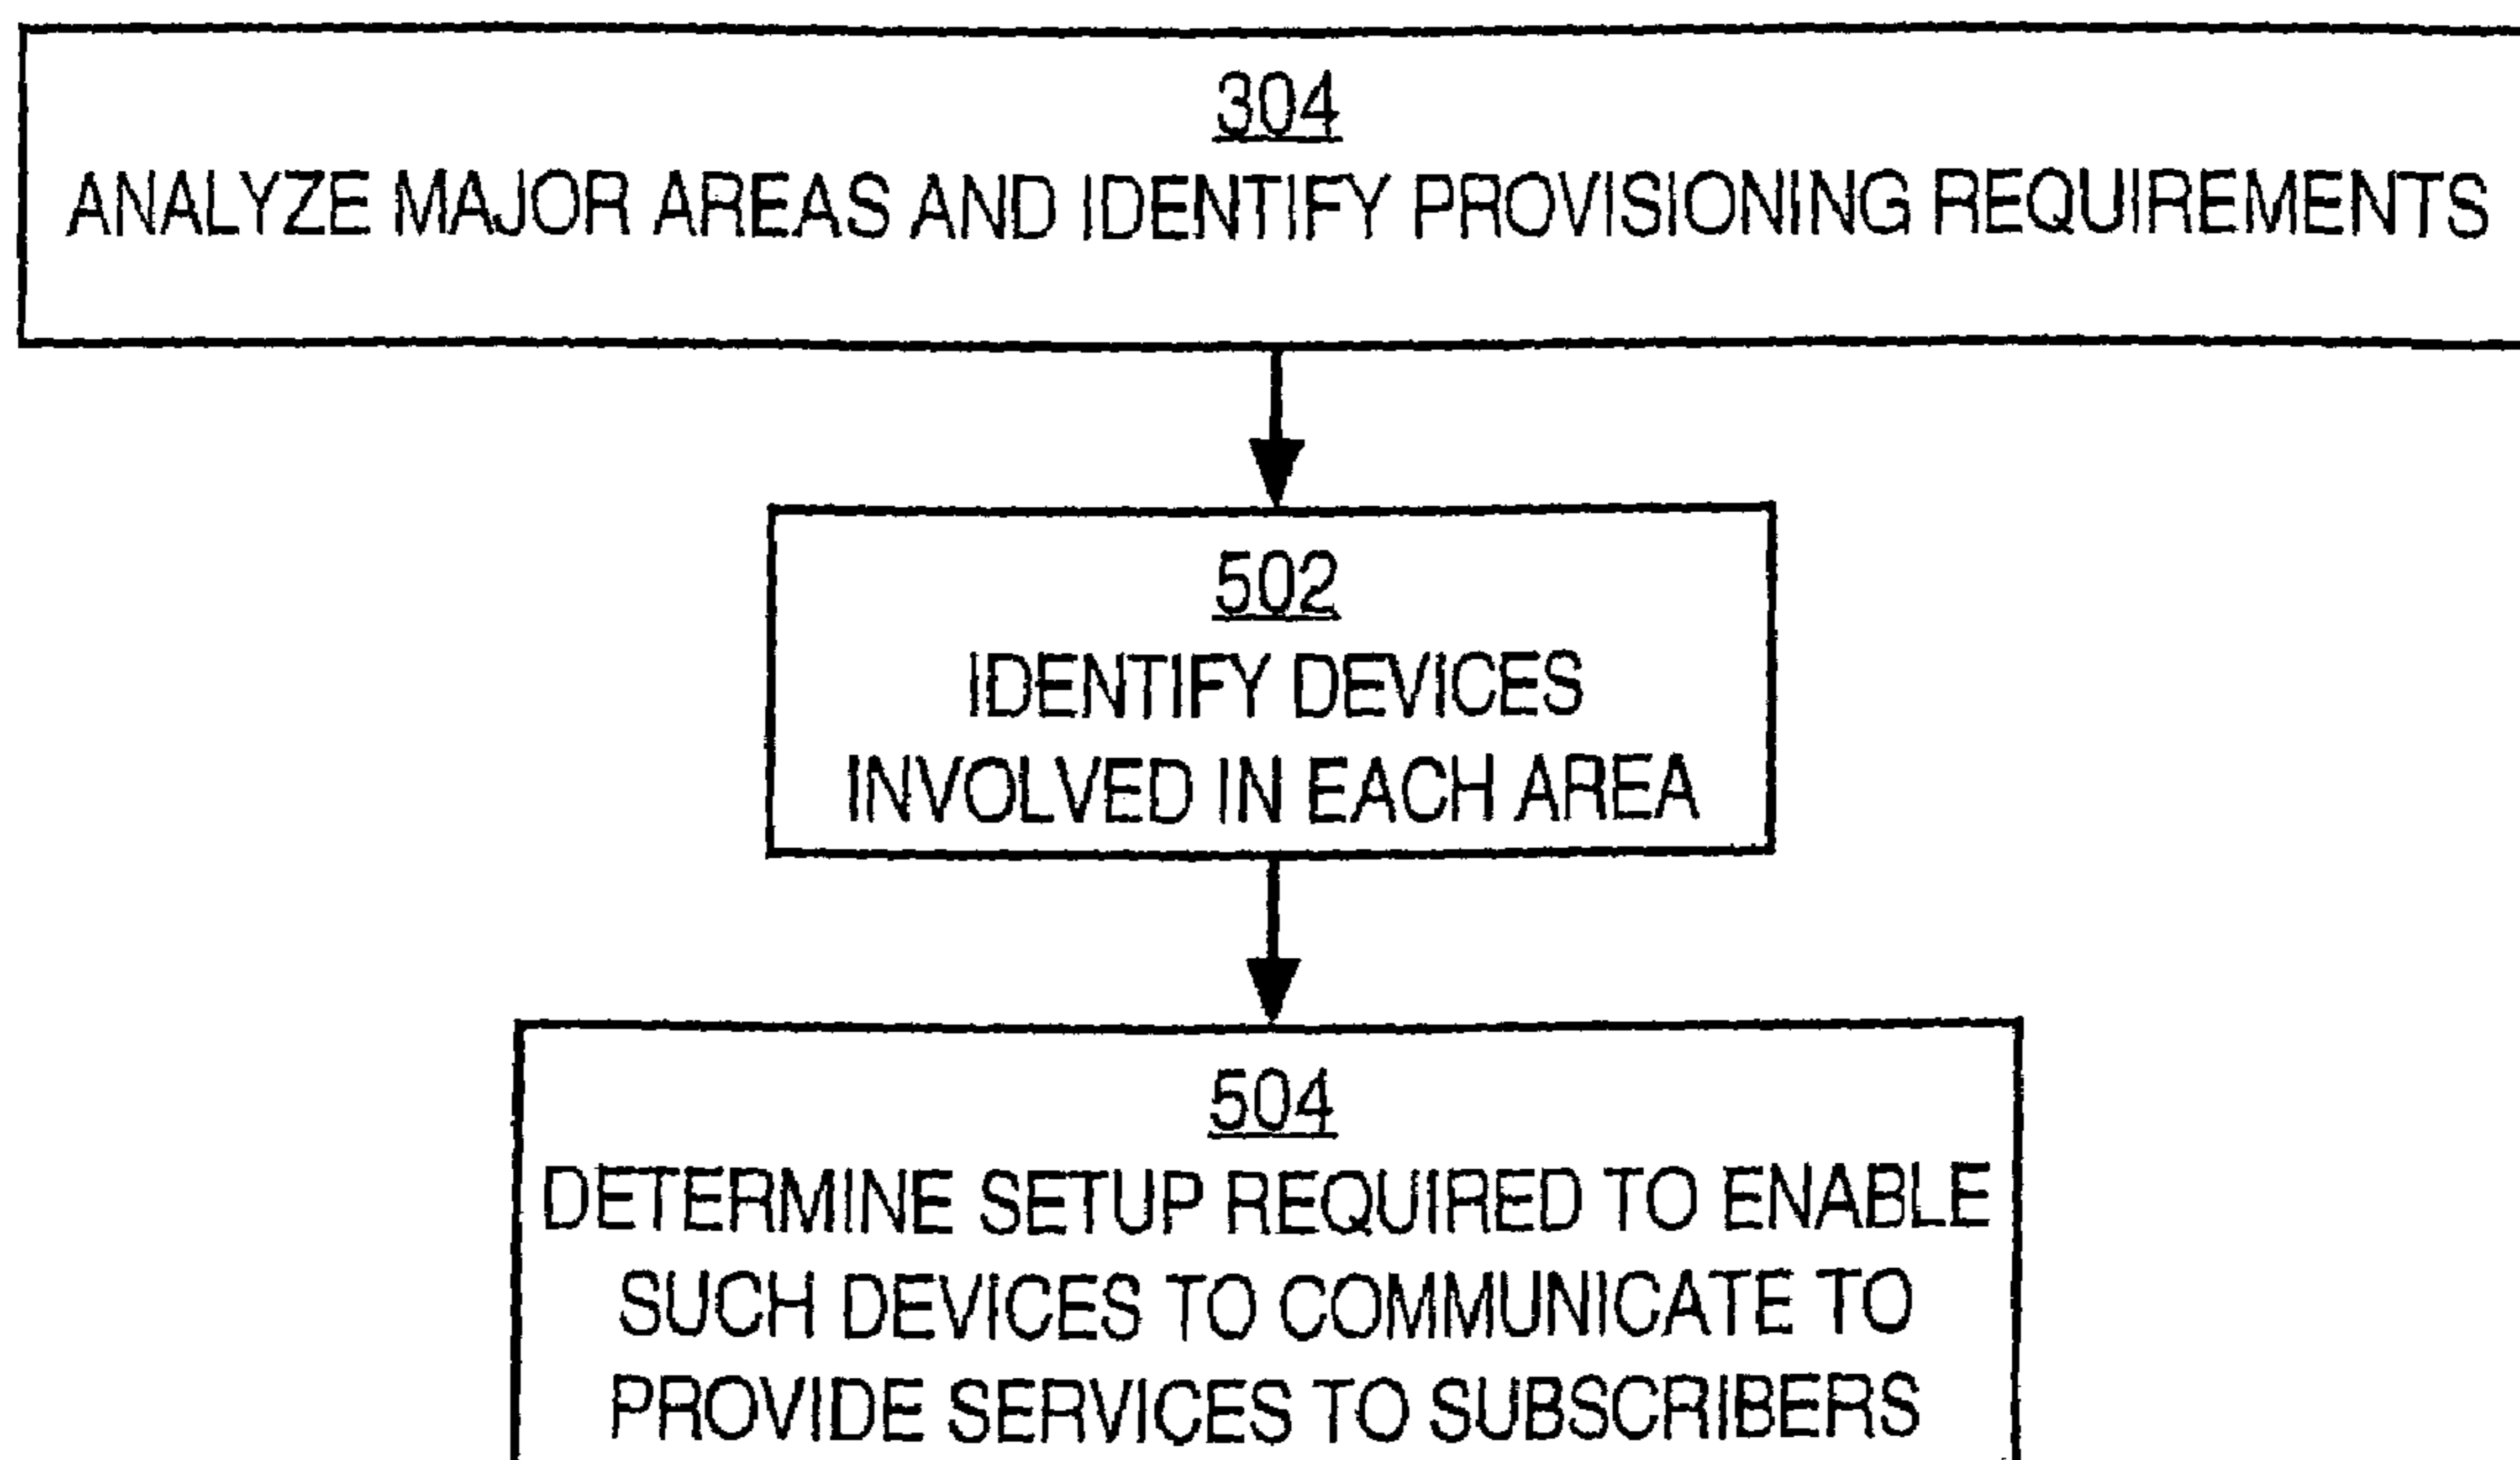 304
ANALYZE MAJOR AREAS AND IDENTIFY PROVISIONING REQUIREMENTS
502
IDENTIFY DEVICES
INVOLVED IN EACH AREA
504
DETERMINE SETUP REQUIRED TO ENABLE
SUCH DEVICES TO COMMUNICATE TO
PROVIDE SERVICES TO SUBSCRIBERS